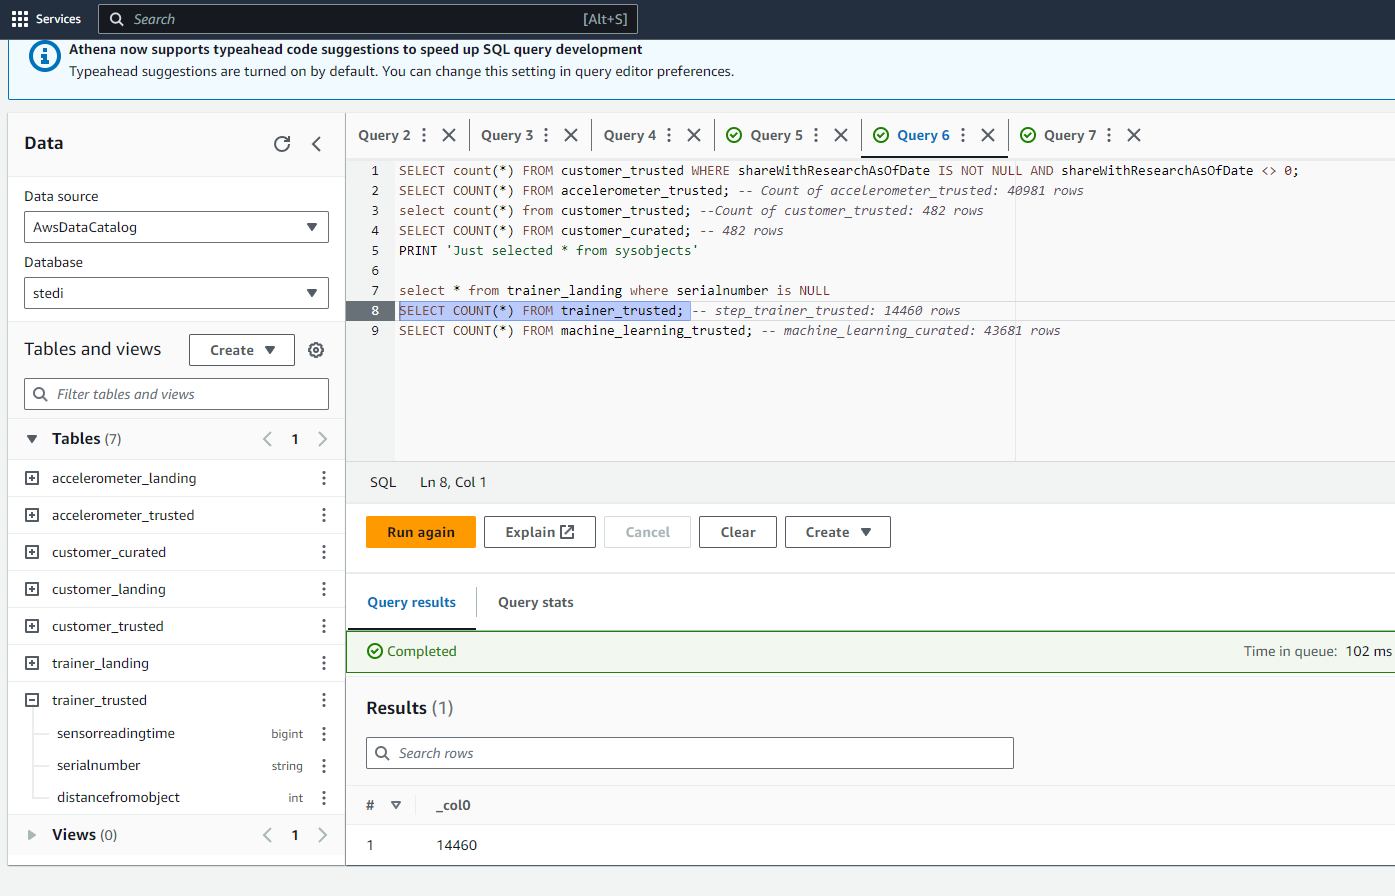 Services
Search
[Alt+S]
Athena now supports typeahead code suggestions to speed up SQL query development
Typeahead suggestions are turned on by default. You can change this setting in query editor preferences.
Data
Data source
AwsDataCatalog
Database
stedi
Tables and views
Create
Filter tables and views
Tables (7)
1
accelerometer_landing
accelerometer_trusted
customer_curated
customer_landing
customer_trusted
trainer_landing
trainer_trusted
sensorreadingtime bigint
serialnumber string
distancefromobject int
Views (0)
1
Query 2
Query 3
Query 4
Query 5
Query 6
Query 7
1 SELECT count(*) FROM customer_trusted WHERE shareWithResearchAsOfDate IS NOT NULL AND shareWithResearchAsOfDate <> 0;
2 SELECT COUNT(*) FROM accelerometer_trusted; -- Count of accelerometer_trusted: 40981 rows
3 select count(*) from customer_trusted; --Count of customer_trusted: 482 rows
4 SELECT COUNT(*) FROM customer_curated; -- 482 rows
5 PRINT 'Just selected * from sysobjects'
6
7 select * from trainer_landing where serialnumber is NULL
8 SELECT COUNT(*) FROM trainer_trusted; -- step_trainer_trusted: 14460 rows
9 SELECT COUNT(*) FROM machine_learning_trusted; -- machine_learning_curated: 43681 rows
SQL Ln 8, Col 1
Run again
Explain
Cancel
Clear
Create
Query results
Query stats
Completed
Time in queue: 102 ms
Results (1)
Search rows
# _col0
1 14460